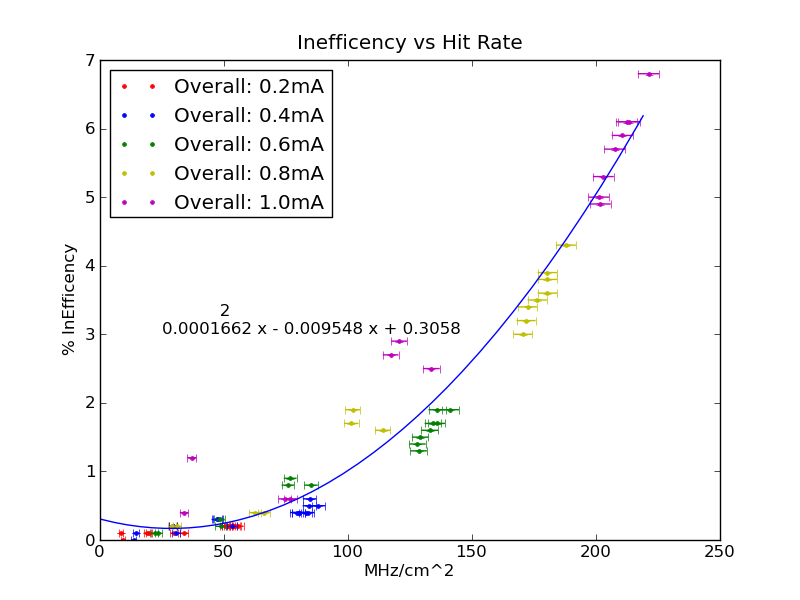 Inefficency vs Hit Rate
7
Overall: 0.2mA
Overall: 0.4mA
Overall: 0.6mA
Overall: 0.8mA
Overall: 1.0mA
6
5
4
3
2
1
0
% InEfficency
2
0.0001662 x - 0.009548 x + 0.3058
0 50 100 150 200 250
MHz/cm^2